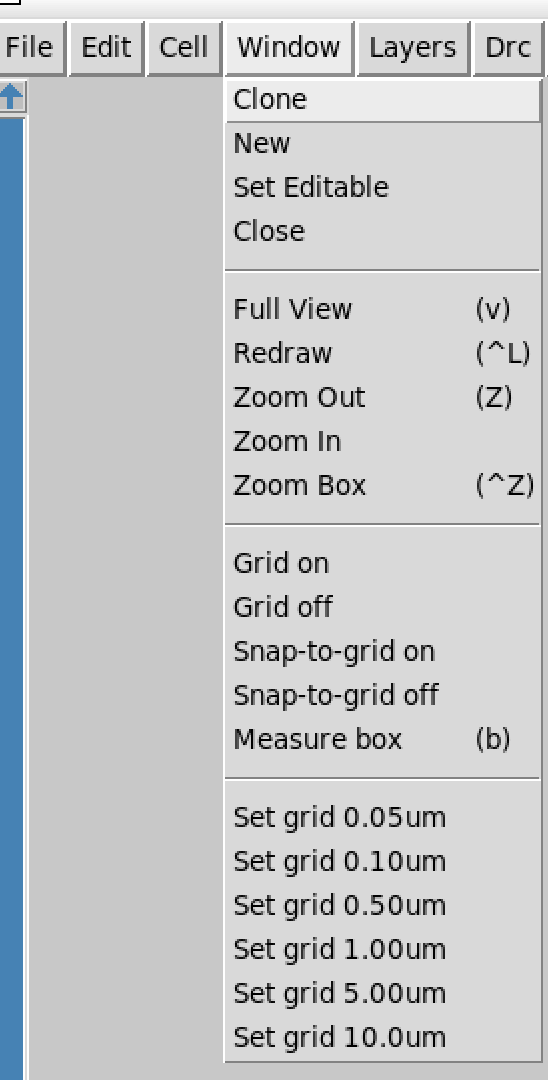 File Edit Cell Window Layers Drc
Clone
New
Set Editable
Close
Full View (v)
Redraw (^L)
Zoom Out (Z)
Zoom In
Zoom Box (^Z)
Grid on
Grid off
Snap-to-grid on
Snap-to-grid off
Measure box (b)
Set grid 0.05um
Set grid 0.10um
Set grid 0.50um
Set grid 1.00um
Set grid 5.00um
Set grid 10.0um